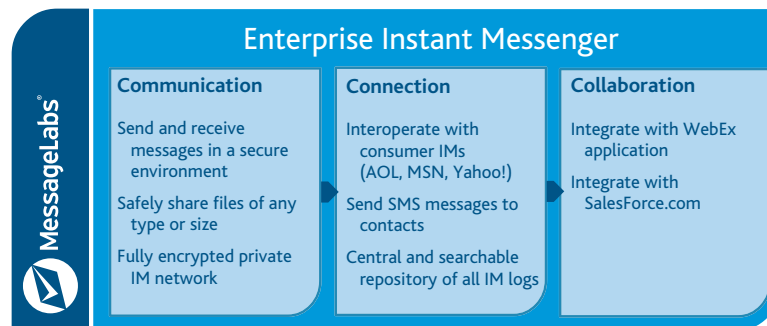 MessageLabs®
Enterprise Instant Messenger
Communication
Send and receive
messages in a secure
environment
Safely share files of any
type or size
Fully encrypted private
IM network
Connection
Interoperate with
consumer IMs
(AOL, MSN, Yahoo!)
Send SMS messages to
contacts
Central and searchable
repository of all IM logs
Collaboration
Integrate with WebEx
application
Integrate with
SalesForce.com